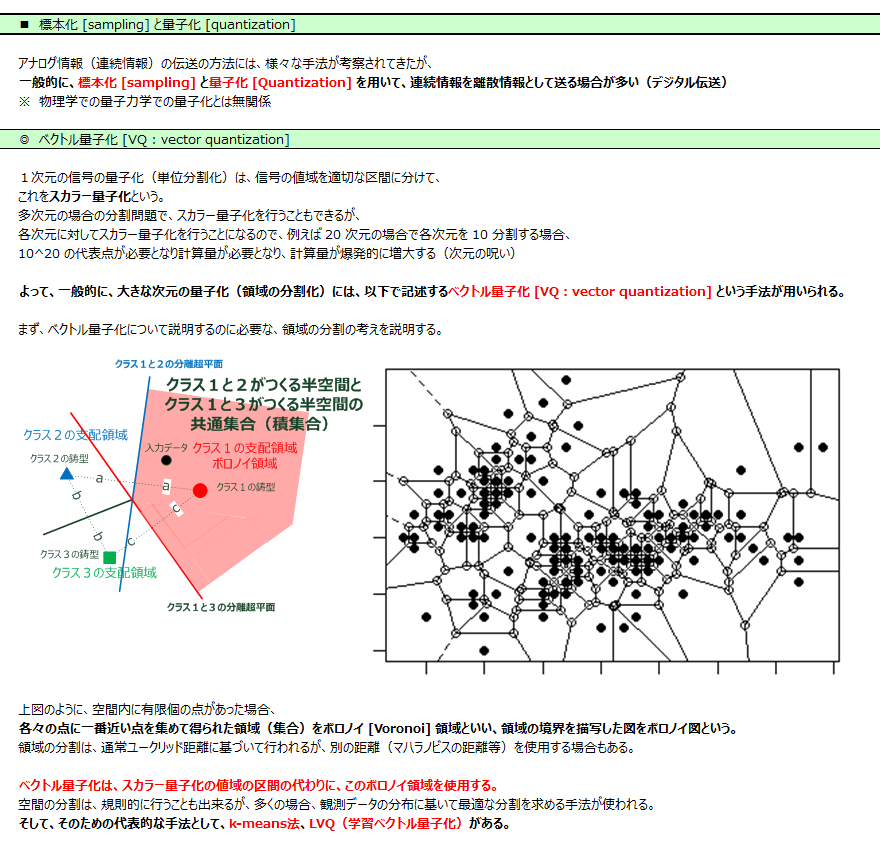 ■ 標本化 [sampling] と量子化 [quantization]
アナログ情報（連続情報）の伝送の方法には、様々な手法が考察されてきたが、
一般的に、標本化 [sampling] と量子化 [Quantization] を用いて、連続情報を離散情報として送る場合が多い（デジタル伝送）
※ 物理学での量子力学での量子化とは無関係
◎ ベクトル量子化 [VQ : vector quantization]
１次元の信号の量子化（単位分割化）は、信号の値域を適切な区間に分けて、
これをスカラー量子化という。
多次元の場合の分割問題で、スカラー量子化を行うこともできるが、
各次元に対してスカラー量子化を行うことになるので、例えば 20 次元の場合で各次元を 10 分割する場合、
10^20 の代表点が必要となり計算量が必要となり、計算量が爆発的に増大する（次元の呪い）
よって、一般的に、大きな次元の量子化（領域の分割化）には、以下で記述するベクトル量子化 [VQ : vector quantization] という手法が用いられる。
まず、ベクトル量子化について説明するのに必要な、領域の分割の考えを説明する。
クラス１と２の分離超平面
クラス１と２がつくる半空間と
クラス１と３がつくる半空間の
共通集合（積集合）
クラス２の支配領域
入力データ
クラス１の支配領域
ボロノイ領域
クラス２の鋳型
クラス１の鋳型
a
a
b
c
b
c
クラス３の鋳型
クラス３の支配領域
クラス１と３の分離超平面
上図のように、空間内に有限個の点があった場合、
各々の点に一番近い点を集めて得られた領域（集合）をボロノイ [Voronoi] 領域といい、領域の境界を描写した図をボロノイ図という。
領域の分割は、通常ユークリッド距離に基づいて行われるが、別の距離（マハラノビスの距離等）を使用する場合もある。
ベクトル量子化は、スカラー量子化の値域の区間の代わりに、このボロノイ領域を使用する。
空間の分割は、規則的に行うことも出来るが、多くの場合、観測データの分布に基いて最適な分割を求める手法が使われる。
そして、そのための代表的な手法として、k-means法、LVQ（学習ベクトル量子化）がある。